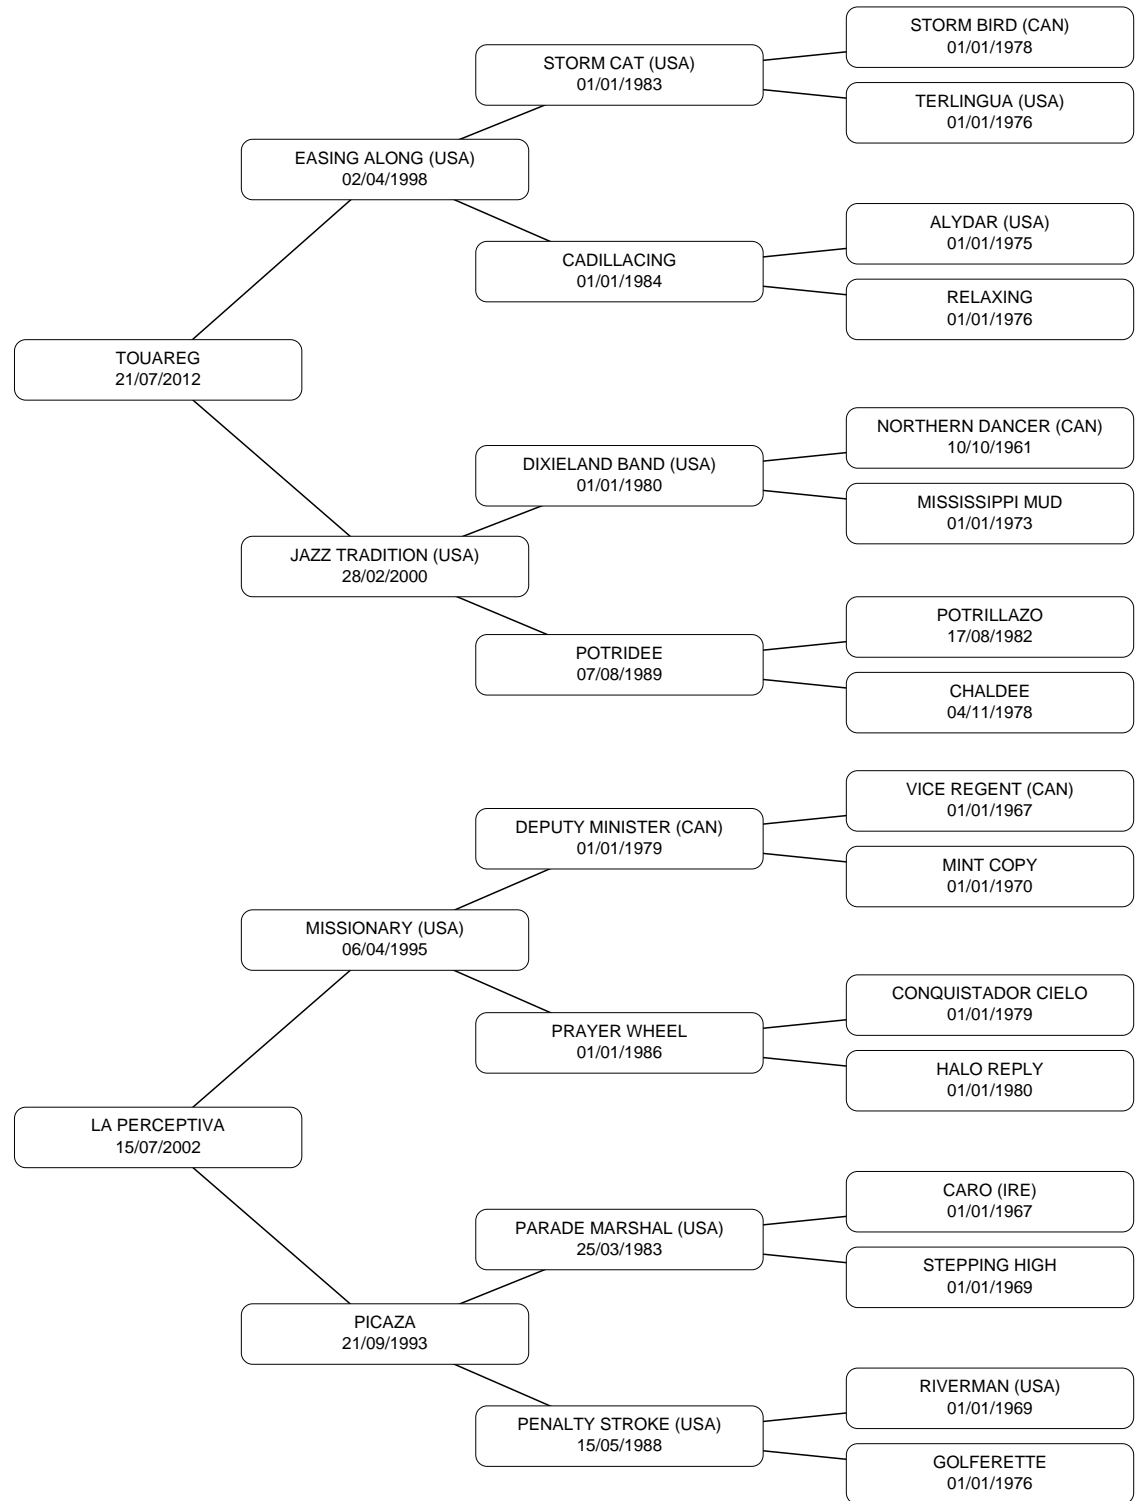 STORM BIRD (CAN)
01/01/1978
STORM CAT (USA)
01/01/1983
TERLINGUA (USA)
01/01/1976
EASING ALONG (USA)
02/04/1998
ALYDAR (USA)
01/01/1975
CADILLACING
01/01/1984
RELAXING
01/01/1976
TOUAREG
21/07/2012
NORTHERN DANCER (CAN)
10/10/1961
DIXIELAND BAND (USA)
01/01/1980
MISSISSIPPI MUD
01/01/1973
JAZZ TRADITION (USA)
28/02/2000
POTRILLAZO
17/08/1982
POTRIDEE
07/08/1989
CHALDEE
04/11/1978
VICE REGENT (CAN)
01/01/1967
DEPUTY MINISTER (CAN)
01/01/1979
MINT COPY
01/01/1970
MISSIONARY (USA)
06/04/1995
CONQUISTADOR CIELO
01/01/1979
PRAYER WHEEL
01/01/1986
HALO REPLY
01/01/1980
LA PERCEPTIVA
15/07/2002
CARO (IRE)
01/01/1967
PARADE MARSHAL (USA)
25/03/1983
STEPPING HIGH
01/01/1969
PICAZA
21/09/1993
RIVERMAN (USA)
01/01/1969
PENALTY STROKE (USA)
15/05/1988
GOLFERETTE
01/01/1976